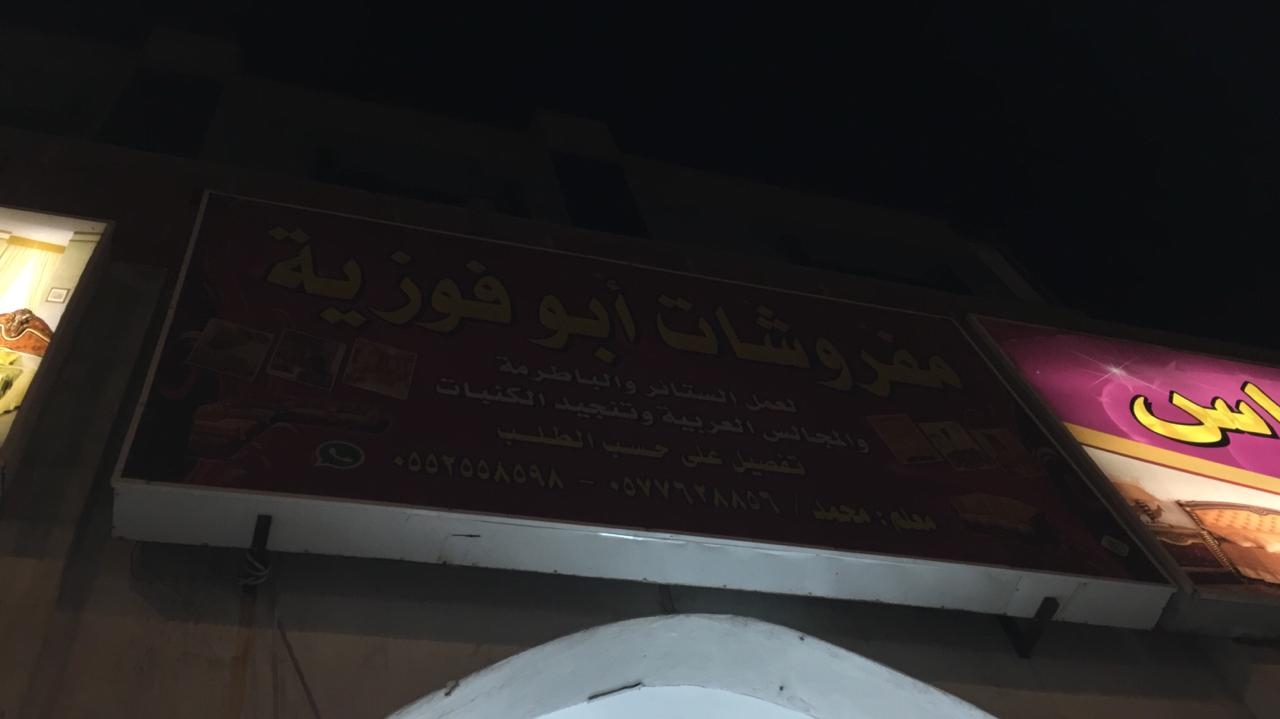 مفروشات أبو فوزية
لعمل الستائر والباطرمة
والمجالس العربية وتنجيد الكنبات
تفصيل على حسب الطلب
معلم : محمد / ٠٥٧٧٦٢٨٨٥٦ - ٠٥٥٢٥٥٨٥٩٨